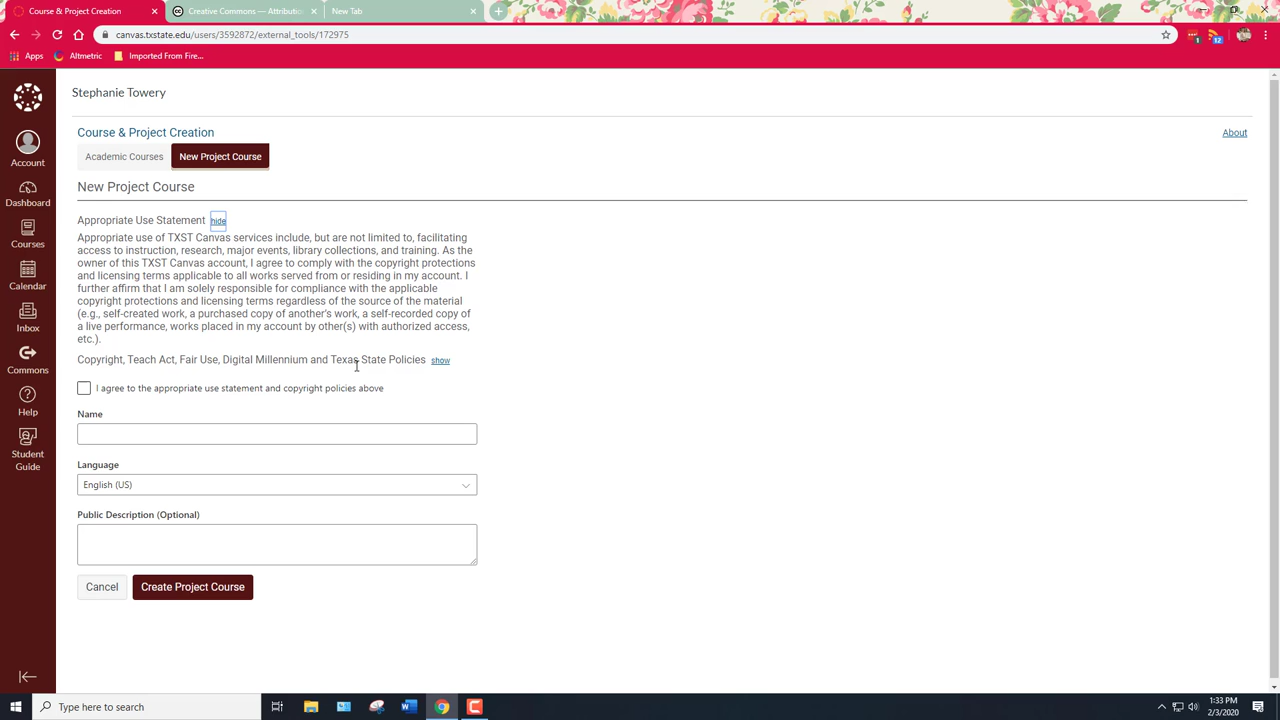 Course & Project Creation
Creative Commons — Attributio
New Tab
canvas.txstate.edu/users/3592872/external_tools/172975
1
12
Apps
Altmetric
Imported From Fire...
Stephanie Towery
Account
Dashboard
Courses
Calendar
Inbox
Commons
Help
Student
Guide
Course & Project Creation
About
Academic Courses
New Project Course
New Project Course
Appropriate Use Statement hide
Appropriate use of TXST Canvas services include, but are not limited to, facilitating
access to instruction, research, major events, library collections, and training. As the
owner of this TXST Canvas account, I agree to comply with the copyright protections
and licensing terms applicable to all works served from or residing in my account. I
further affirm that I am solely responsible for compliance with the applicable
copyright protections and licensing terms regardless of the source of the material
(e.g., self-created work, a purchased copy of another's work, a self-recorded copy of
a live performance, works placed in my account by other(s) with authorized access,
etc.).
Copyright, Teach Act, Fair Use, Digital Millennium and Texas State Policies show
I agree to the appropriate use statement and copyright policies above
Name
Language
English (US)
Public Description (Optional)
Cancel
Create Project Course
Type here to search
1:33 PM
2/3/2020